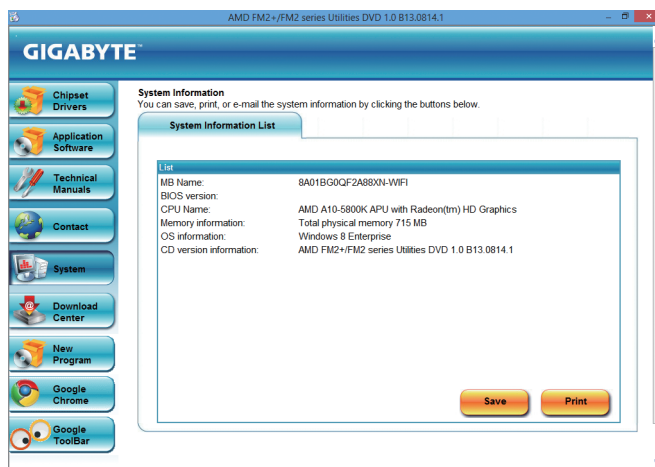 AMD FM2+/FM2 series Utilities DVD 1.0 B13.0814.1
GIGABYTE™
Chipset
Drivers
Application
Software
Technical
Manuals
Contact
System
Download
Center
New
Program
Google
Chrome
Google
ToolBar
System Information
You can save, print, or e-mail the system information by clicking the buttons below.
System Information List
List
MB Name: 8A01BG0QF2A88XN-WIFI
BIOS version:
CPU Name: AMD A10-5800K APU with Radeon(tm) HD Graphics
Memory information: Total physical memory 715 MB
OS information: Windows 8 Enterprise
CD version information: AMD FM2+/FM2 series Utilities DVD 1.0 B13.0814.1
Save Print